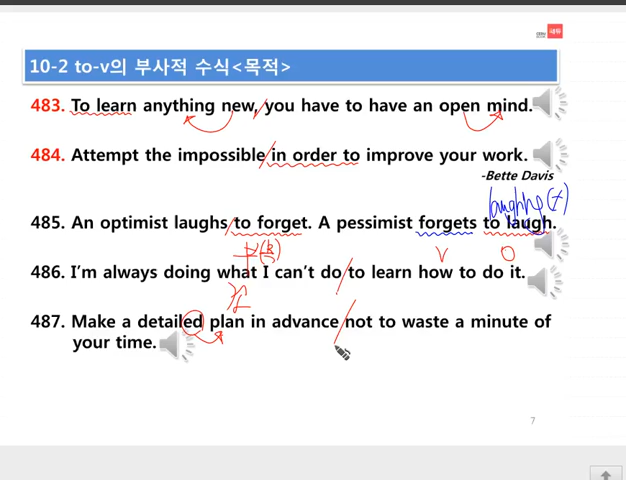 10-2 to-v의 부사적 수식<목적>
483. To learn anything new, you have to have an open mind.
484. Attempt the impossible in order to improve your work.
-Bette Davis
laughing (×)
485. An optimist laughs to forget. A pessimist forgets to laugh.
V O
486. I'm always doing what I can't do to learn how to do it.
487. Make a detailed plan in advance not to waste a minute of
your time.
7